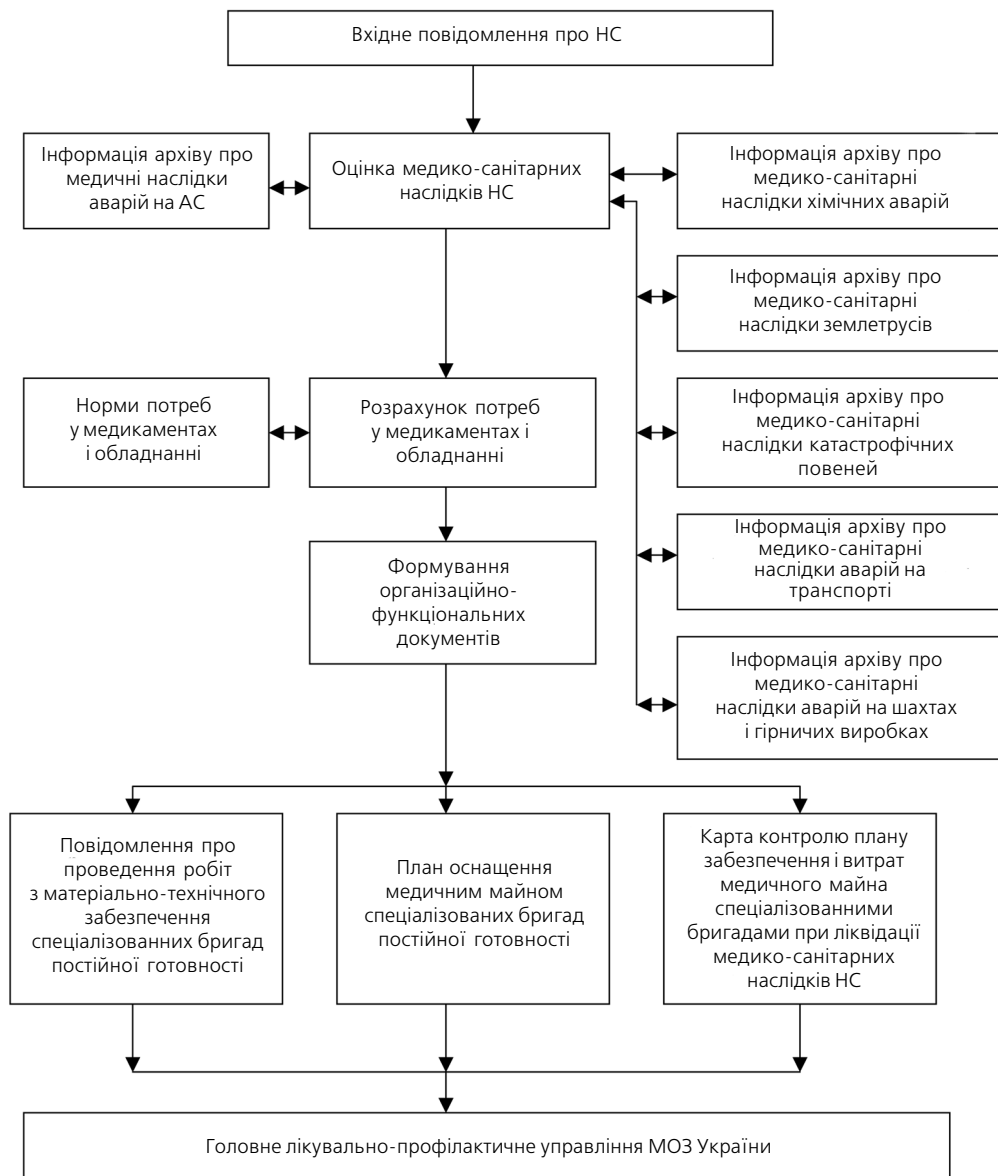 Вхідне повідомлення про НС
Інформація архіву про
медичні наслідки
аварій на АС
Оцінка медико-санітарних
наслідків НС
Інформація архіву про
медико-санітарні
наслідки хімічних аварій
Інформація архіву про
медико-санітарні
наслідки землетрусів
Норми потреб
у медикаментах
і обладнанні
Розрахунок потреб
у медикаментах і
обладнанні
Інформація архіву про
медико-санітарні
наслідки катастрофічних
повеней
Формування
організаційно-
функціональних
документів
Інформація архіву про
медико-санітарні
наслідки аварій на
транспорті
Інформація архіву про
медико-санітарні
наслідки аварій на шахтах
і гірничих виробках
Повідомлення про
проведення робіт
з матеріально-технічного
забезпечення
спеціалізованних бригад
постійної готовності
План оснащення
медичним майном
спеціалізованих бригад
постійної готовності
Карта контролю плану
забезпечення і витрат
медичного майна
спеціалізованними
бригадами при ліквідації
медико-санітарних
наслідків НС
Головне лікувально-профілактичне управління МОЗ України